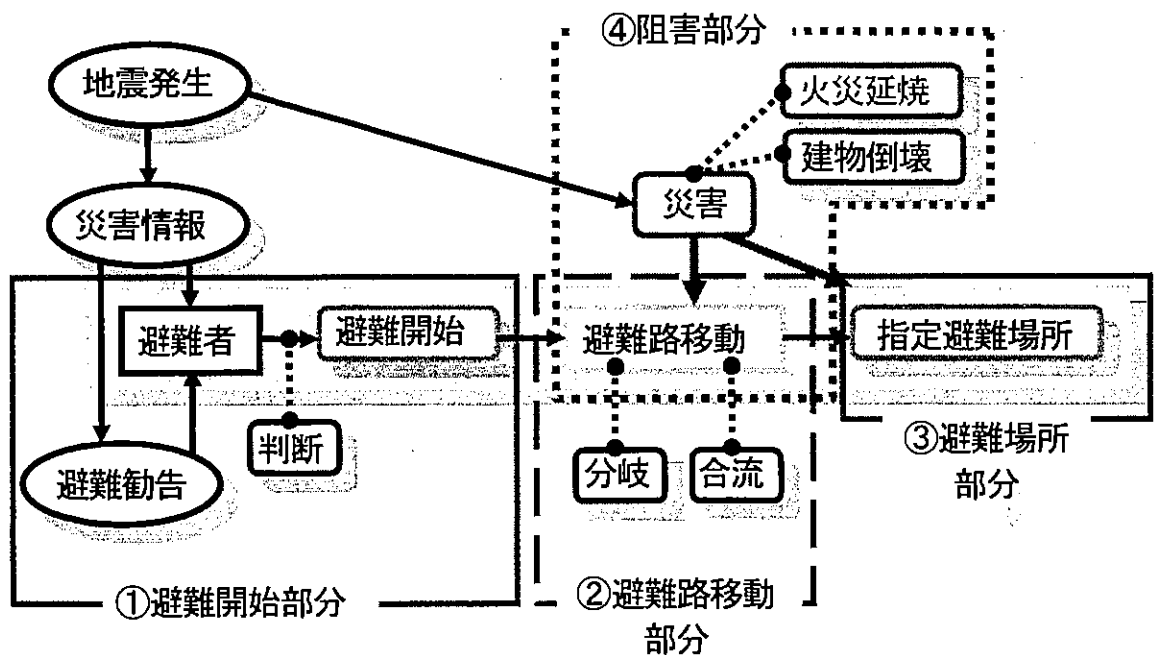 ④阻害部分
地震発生
火災延焼
建物倒壊
災害
災害情報
避難者
避難開始
避難路移動
指定避難場所
判断
避難勧告
分岐
合流
③避難場所
部分
①避難開始部分
②避難路移動
部分